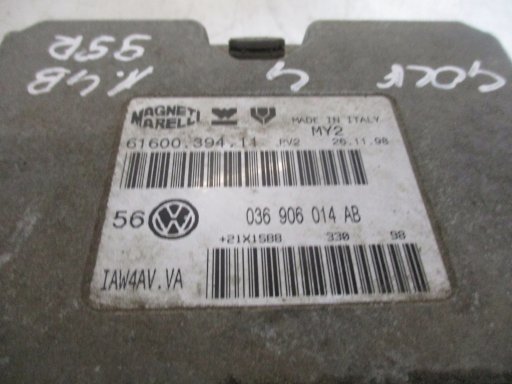 GOLF 4 1.4B
95R
MAGNETI MARELLI
MADE IN ITALY
61600.394.11 PV2 MY2 26.11.98
56 036 906 014 AB
+21X1588 330 98
IAW4AV.VA